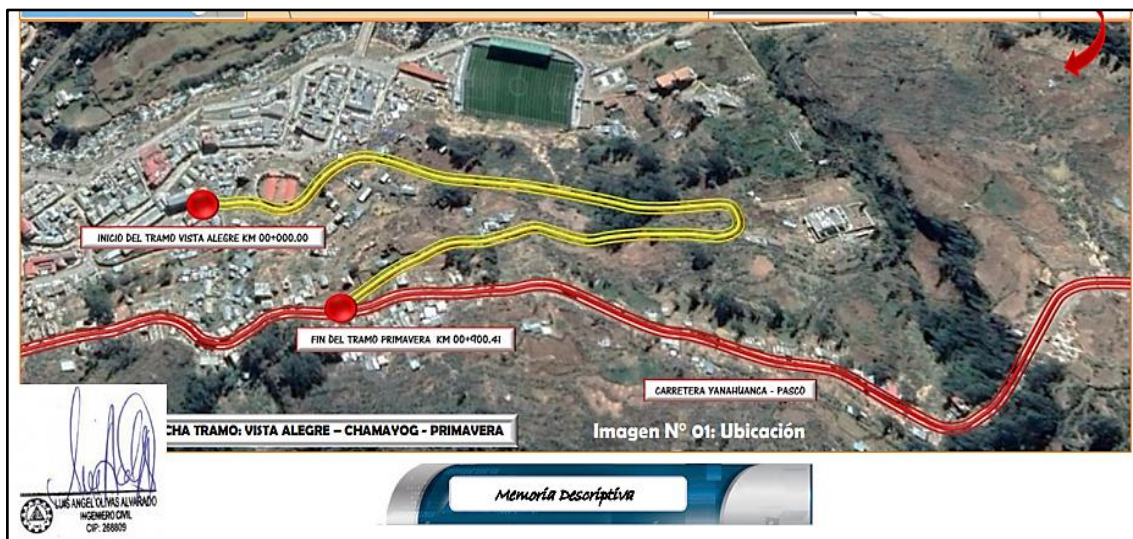 INICIO DEL TRAMO VISTA ALEGRE KM 00+000.00
FIN DEL TRAMO PRIMAVERA KM 00+900.41
CARRETERA YANAHUANCA - PASCO
CHA TRAMO: VISTA ALEGRE – CHAMAYOG - PRIMAVERA
Imagen N° 01: Ubicación
Memoria Descriptiva
LUIS ANGEL OLIVAS ALVARADO
INGENIERO CIVIL
CIP: 268809